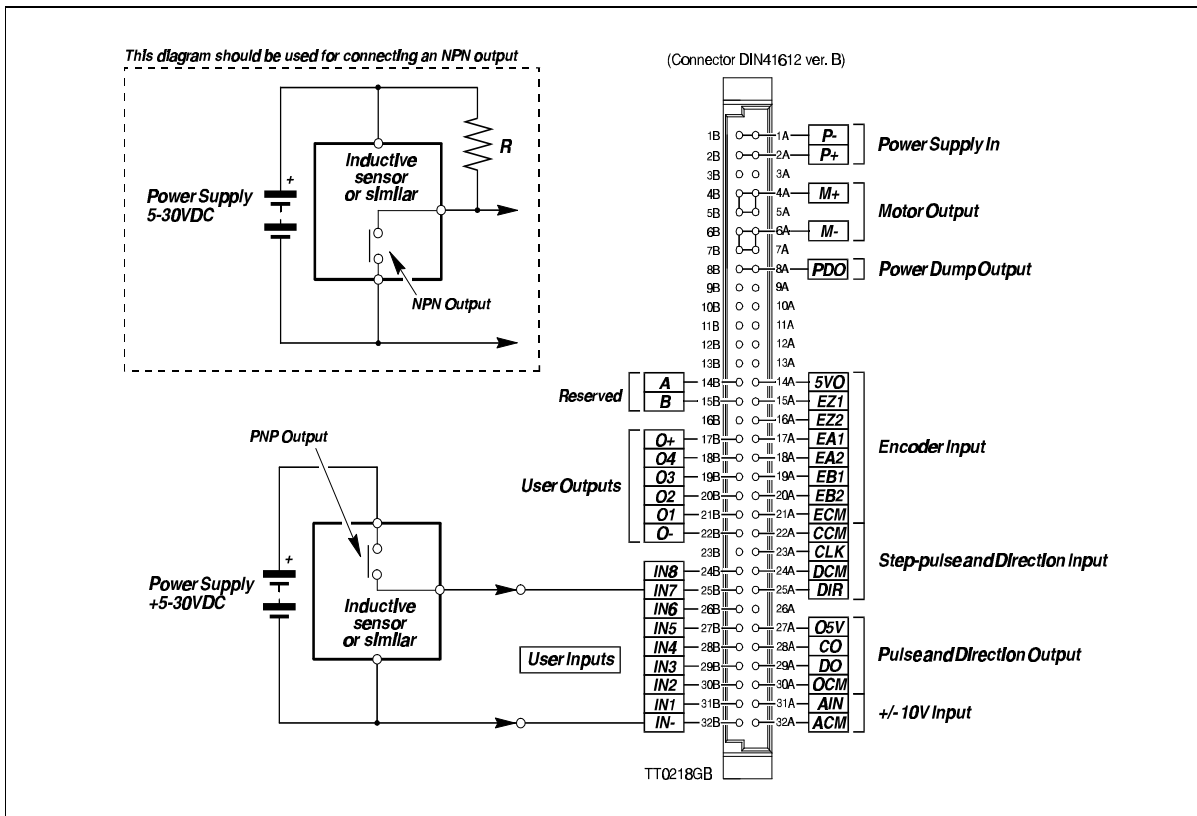 This diagram should be used for connecting an NPN output
+
Power Supply
5-30VDC
Inductive
sensor
or similar
R
NPN Output
PNP Output
+
Power Supply
+5-30VDC
Inductive
sensor
or similar
(Connector DIN41612 ver. B)
1B 1A P-
2B 2A P+
Power Supply In
3B 3A
4B 4A M+
5B 5A
6B 6A M-
7B 7A
Motor Output
8B 8A PDO
Power Dump Output
9B 9A
10B 10A
11B 11A
12B 12A
13B 13A
Reserved
A 14B 14A 5VO
B 15B 15A EZ1
16B 16A EZ2
User Outputs
O+ 17B 17A EA1
O4 18B 18A EA2
O3 19B 19A EB1
O2 20B 20A EB2
O1 21B 21A ECM
Encoder Input
O- 22B 22A CCM
23B 23A CLK
IN8 24B 24A DCM
IN7 25B 25A DIR
Step-pulse and Direction Input
IN6 26B 26A
User Inputs
IN5 27B 27A O5V
IN4 28B 28A CO
IN3 29B 29A DO
IN2 30B 30A OCM
Pulse and Direction Output
IN1 31B 31A AIN
IN- 32B 32A ACM
+/- 10V Input
TT0218GB